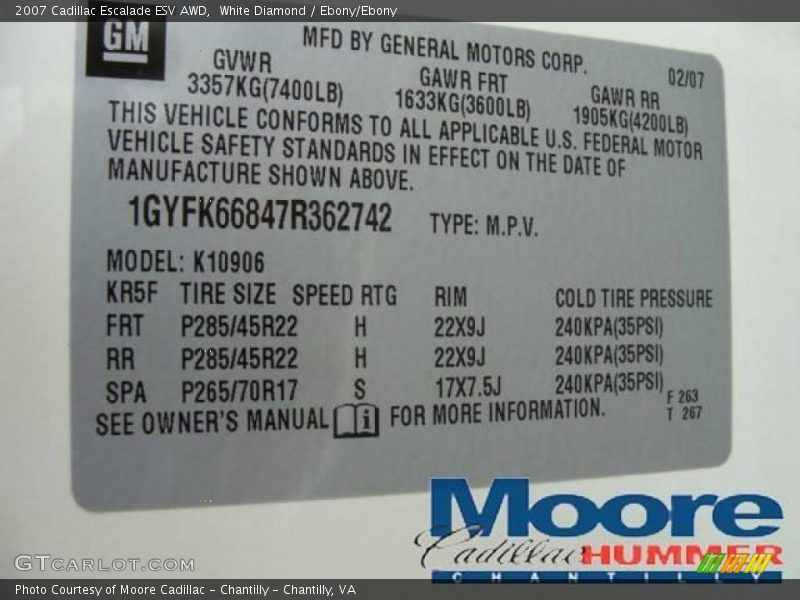 2007 Cadillac Escalade ESV AWD, White Diamond / Ebony/Ebony
GM
MFD BY GENERAL MOTORS CORP.
02/07
GVWR GAWR FRT GAWR RR
3357KG(7400LB) 1633KG(3600LB) 1905KG(4200LB)
THIS VEHICLE CONFORMS TO ALL APPLICABLE U.S. FEDERAL MOTOR
VEHICLE SAFETY STANDARDS IN EFFECT ON THE DATE OF
MANUFACTURE SHOWN ABOVE.
1GYFK66847R362742 TYPE: M.P.V.
MODEL: K10906
KR5F TIRE SIZE SPEED RTG RIM COLD TIRE PRESSURE
FRT P285/45R22 H 22X9J 240KPA(35PSI)
RR P285/45R22 H 22X9J 240KPA(35PSI)
SPA P265/70R17 S 17X7.5J 240KPA(35PSI)
SEE OWNER'S MANUAL i FOR MORE INFORMATION.
F 263
T 267
Moore
Cadillac HUMMER
CHANTILLY
GTCARLOT.COM
Photo Courtesy of Moore Cadillac - Chantilly - Chantilly, VA